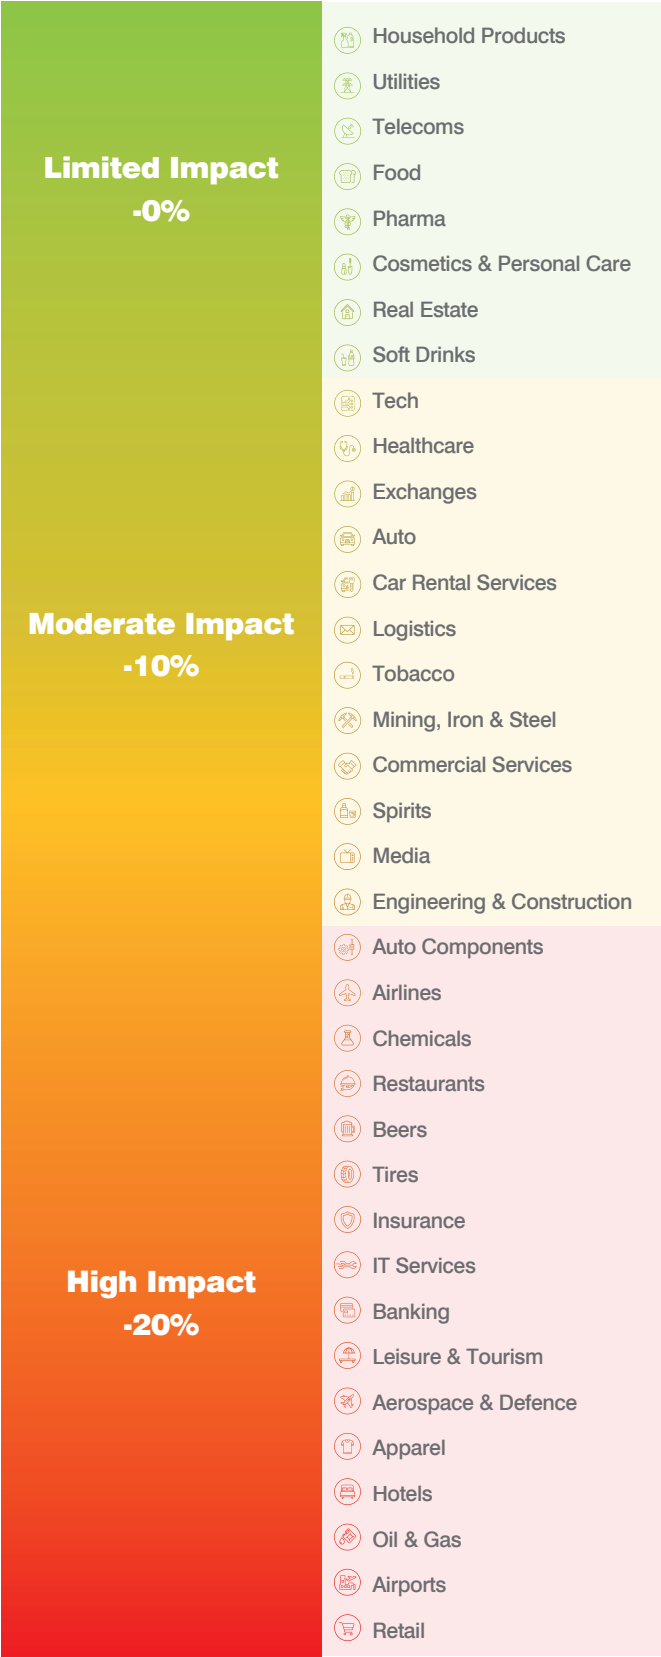 Limited Impact
-0%
Household Products
Utilities
Telecoms
Food
Pharma
Cosmetics & Personal Care
Real Estate
Soft Drinks
Moderate Impact
-10%
Tech
Healthcare
Exchanges
Auto
Car Rental Services
Logistics
Tobacco
Mining, Iron & Steel
Commercial Services
Spirits
Media
Engineering & Construction
High Impact
-20%
Auto Components
Airlines
Chemicals
Restaurants
Beers
Tires
Insurance
IT Services
Banking
Leisure & Tourism
Aerospace & Defence
Apparel
Hotels
Oil & Gas
Airports
Retail